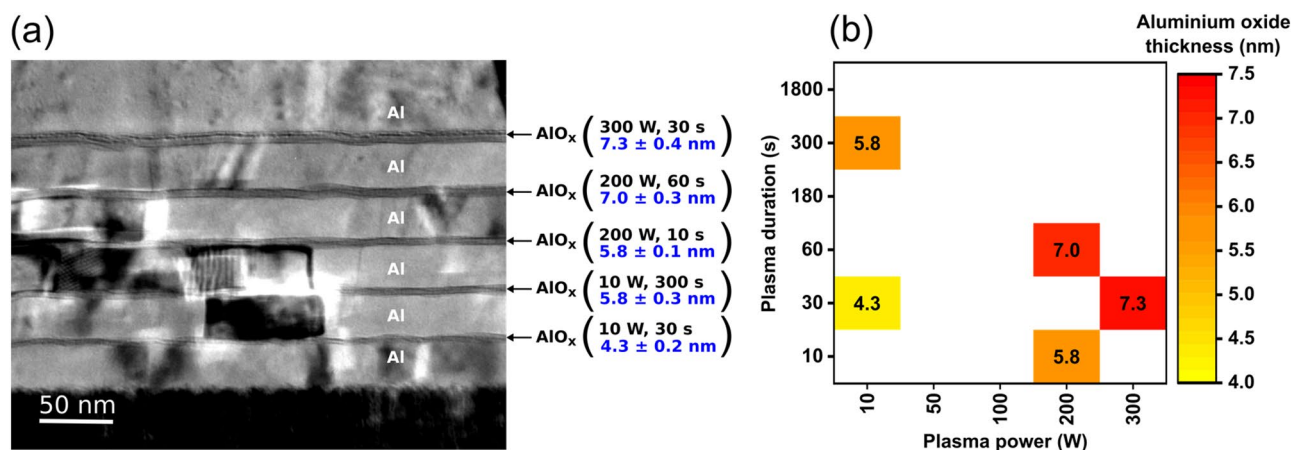 (a)
Al
Al
Al
Al
Al
50 nm
AlOx (300 W, 30 s
7.3 ± 0.4 nm)
AlOx (200 W, 60 s
7.0 ± 0.3 nm)
AlOx (200 W, 10 s
5.8 ± 0.1 nm)
AlOx (10 W, 300 s
5.8 ± 0.3 nm)
AlOx (10 W, 30 s
4.3 ± 0.2 nm)
(b)
Plasma duration (s)
1800
300
180
60
30
10
5.8
7.0
4.3
7.3
5.8
10
50
100
200
300
Plasma power (W)
Aluminium oxide
thickness (nm)
7.5
7.0
6.5
6.0
5.5
5.0
4.5
4.0